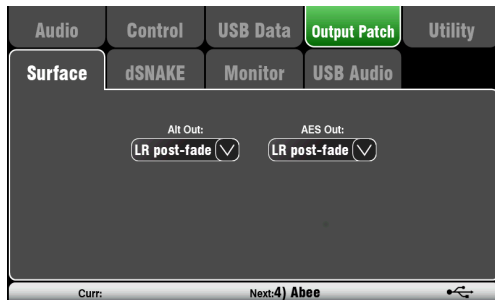 Audio Control USB Data Output Patch Utility
Surface dSNAKE Monitor USB Audio
Alt Out: AES Out:
LR post-fade LR post-fade
Curr: Next:4) Abee